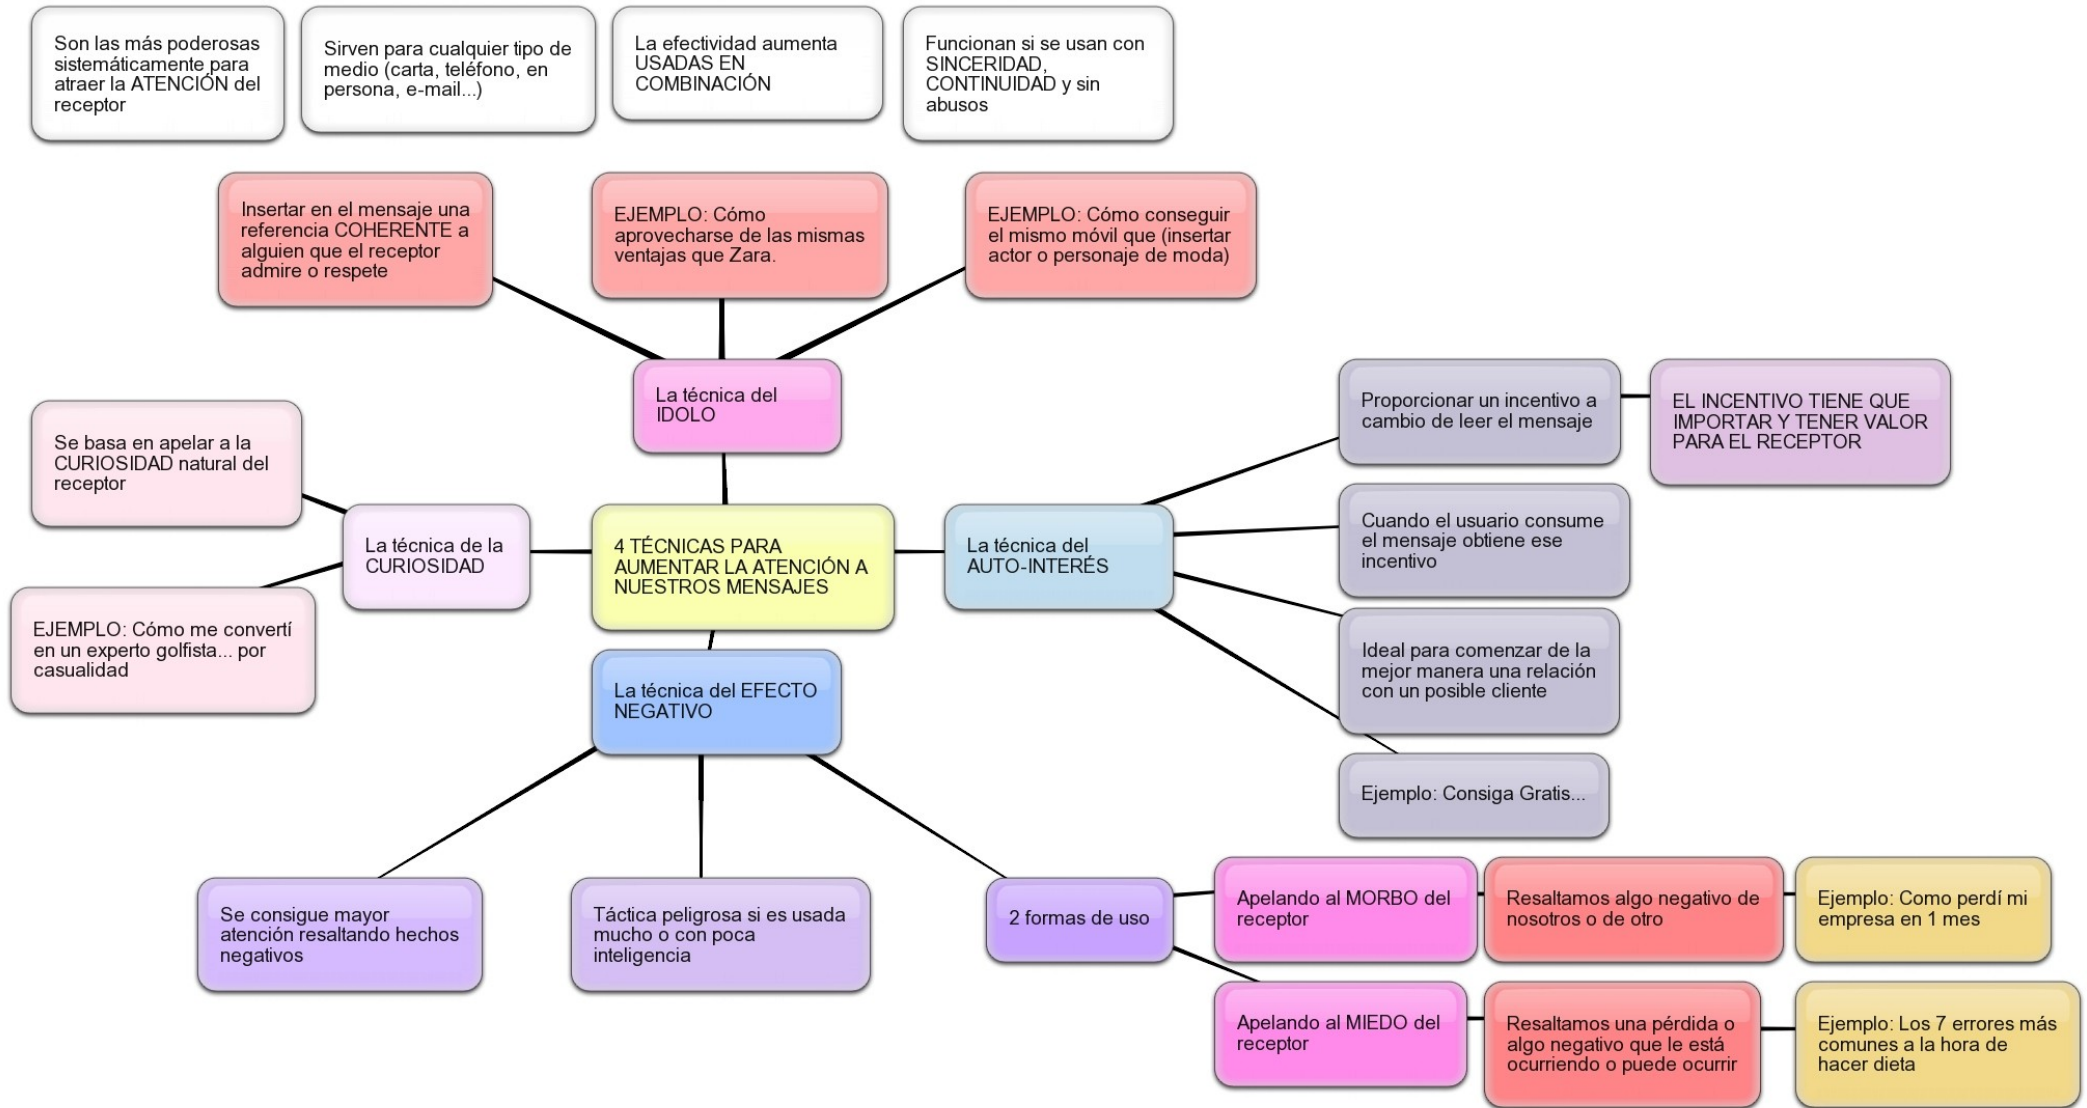 Son las más poderosas
sistemáticamente para
atraer la ATENCIÓN del
receptor
Sirven para cualquier tipo de
medio (carta, teléfono, en
persona, e-mail...)
La efectividad aumenta
USADAS EN
COMBINACIÓN
Funcionan si se usan con
SINCERIDAD,
CONTINUIDAD y sin
abusos
Insertar en el mensaje una
referencia COHERENTE a
alguien que el receptor
admire o respete
EJEMPLO: Cómo
aprovecharse de las mismas
ventajas que Zara.
EJEMPLO: Cómo conseguir
el mismo móvil que (insertar
actor o personaje de moda)
La técnica del
IDOLO
Se basa en apelar a la
CURIOSIDAD natural del
receptor
EJEMPLO: Cómo me convertí
en un experto golfista... por
casualidad
La técnica de la
CURIOSIDAD
4 TÉCNICAS PARA
AUMENTAR LA ATENCIÓN A
NUESTROS MENSAJES
La técnica del
AUTO-INTERÉS
Proporcionar un incentivo a
cambio de leer el mensaje
EL INCENTIVO TIENE QUE
IMPORTAR Y TENER VALOR
PARA EL RECEPTOR
Cuando el usuario consume
el mensaje obtiene ese
incentivo
Ideal para comenzar de la
mejor manera una relación
con un posible cliente
Ejemplo: Consiga Gratis...
La técnica del EFECTO
NEGATIVO
Se consigue mayor
atención resaltando hechos
negativos
Táctica peligrosa si es usada
mucho o con poca
inteligencia
2 formas de uso
Apelando al MORBO del
receptor
Resaltamos algo negativo de
nosotros o de otro
Ejemplo: Como perdí mi
empresa en 1 mes
Apelando al MIEDO del
receptor
Resaltamos una pérdida o
algo negativo que le está
ocurriendo o puede ocurrir
Ejemplo: Los 7 errores más
comunes a la hora de
hacer dieta